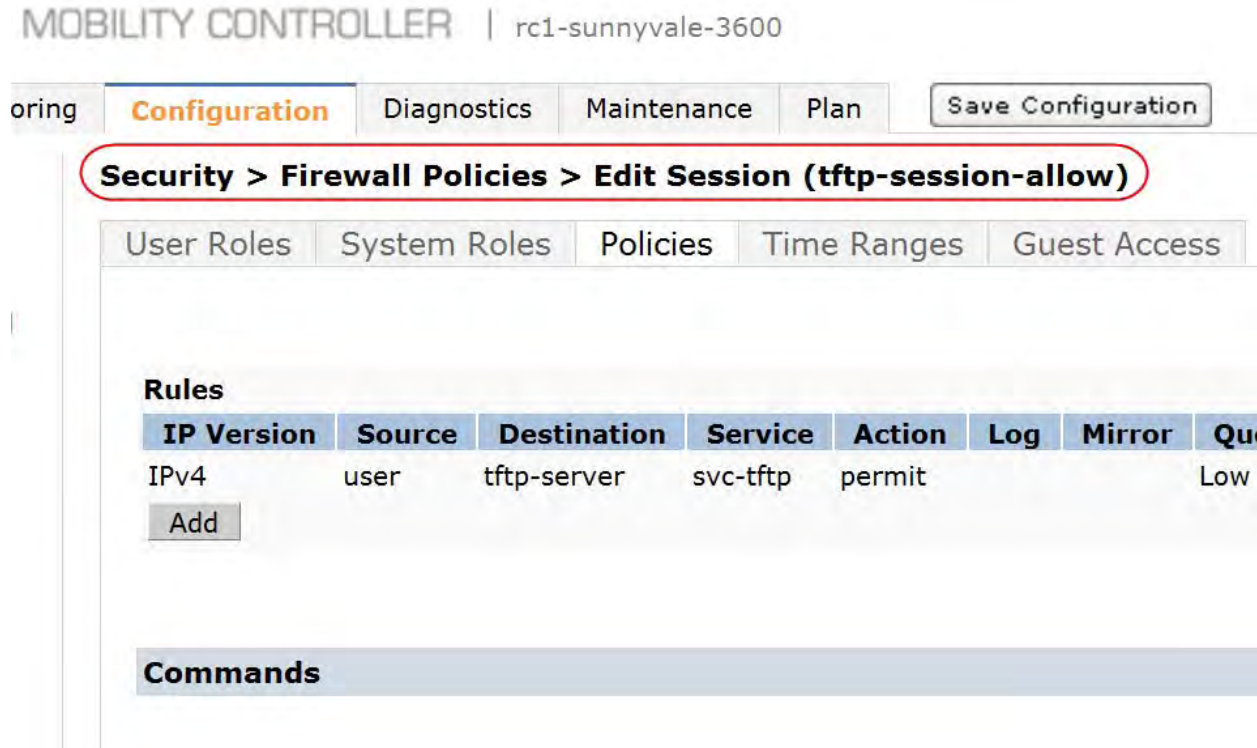 MOBILITY CONTROLLER | rc1-sunnyvale-3600
oring Configuration Diagnostics Maintenance Plan Save Configuration
Security > Firewall Policies > Edit Session (tftp-session-allow)
User Roles System Roles Policies Time Ranges Guest Access
Rules
IP Version Source Destination Service Action Log Mirror Que
IPv4 user tftp-server svc-tftp permit Low
Add
Commands